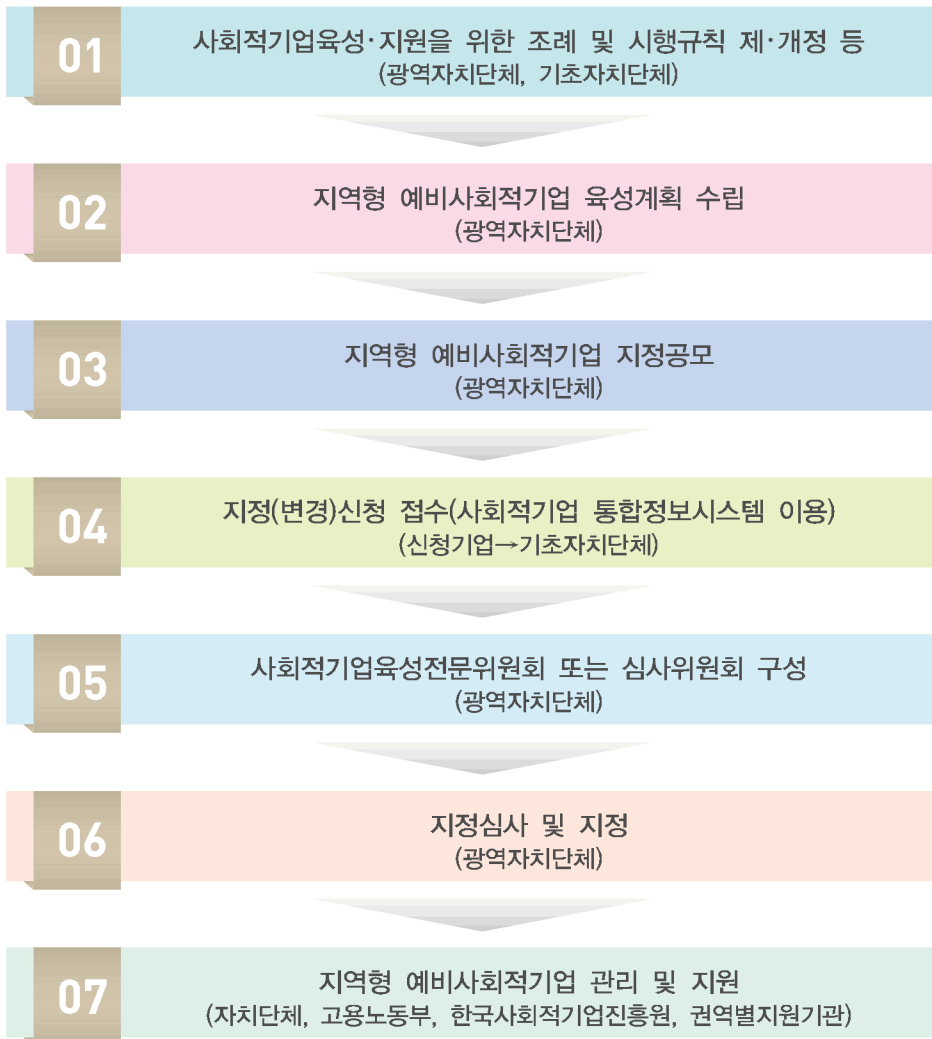 01
사회적기업육성·지원을 위한 조례 및 시행규칙 제·개정 등
(광역자치단체, 기초자치단체)
02
지역형 예비사회적기업 육성계획 수립
(광역자치단체)
03
지역형 예비사회적기업 지정공모
(광역자치단체)
04
지정(변경)신청 접수(사회적기업 통합정보시스템 이용)
(신청기업→기초자치단체)
05
사회적기업육성전문위원회 또는 심사위원회 구성
(광역자치단체)
06
지정심사 및 지정
(광역자치단체)
07
지역형 예비사회적기업 관리 및 지원
(자치단체, 고용노동부, 한국사회적기업진흥원, 권역별지원기관)